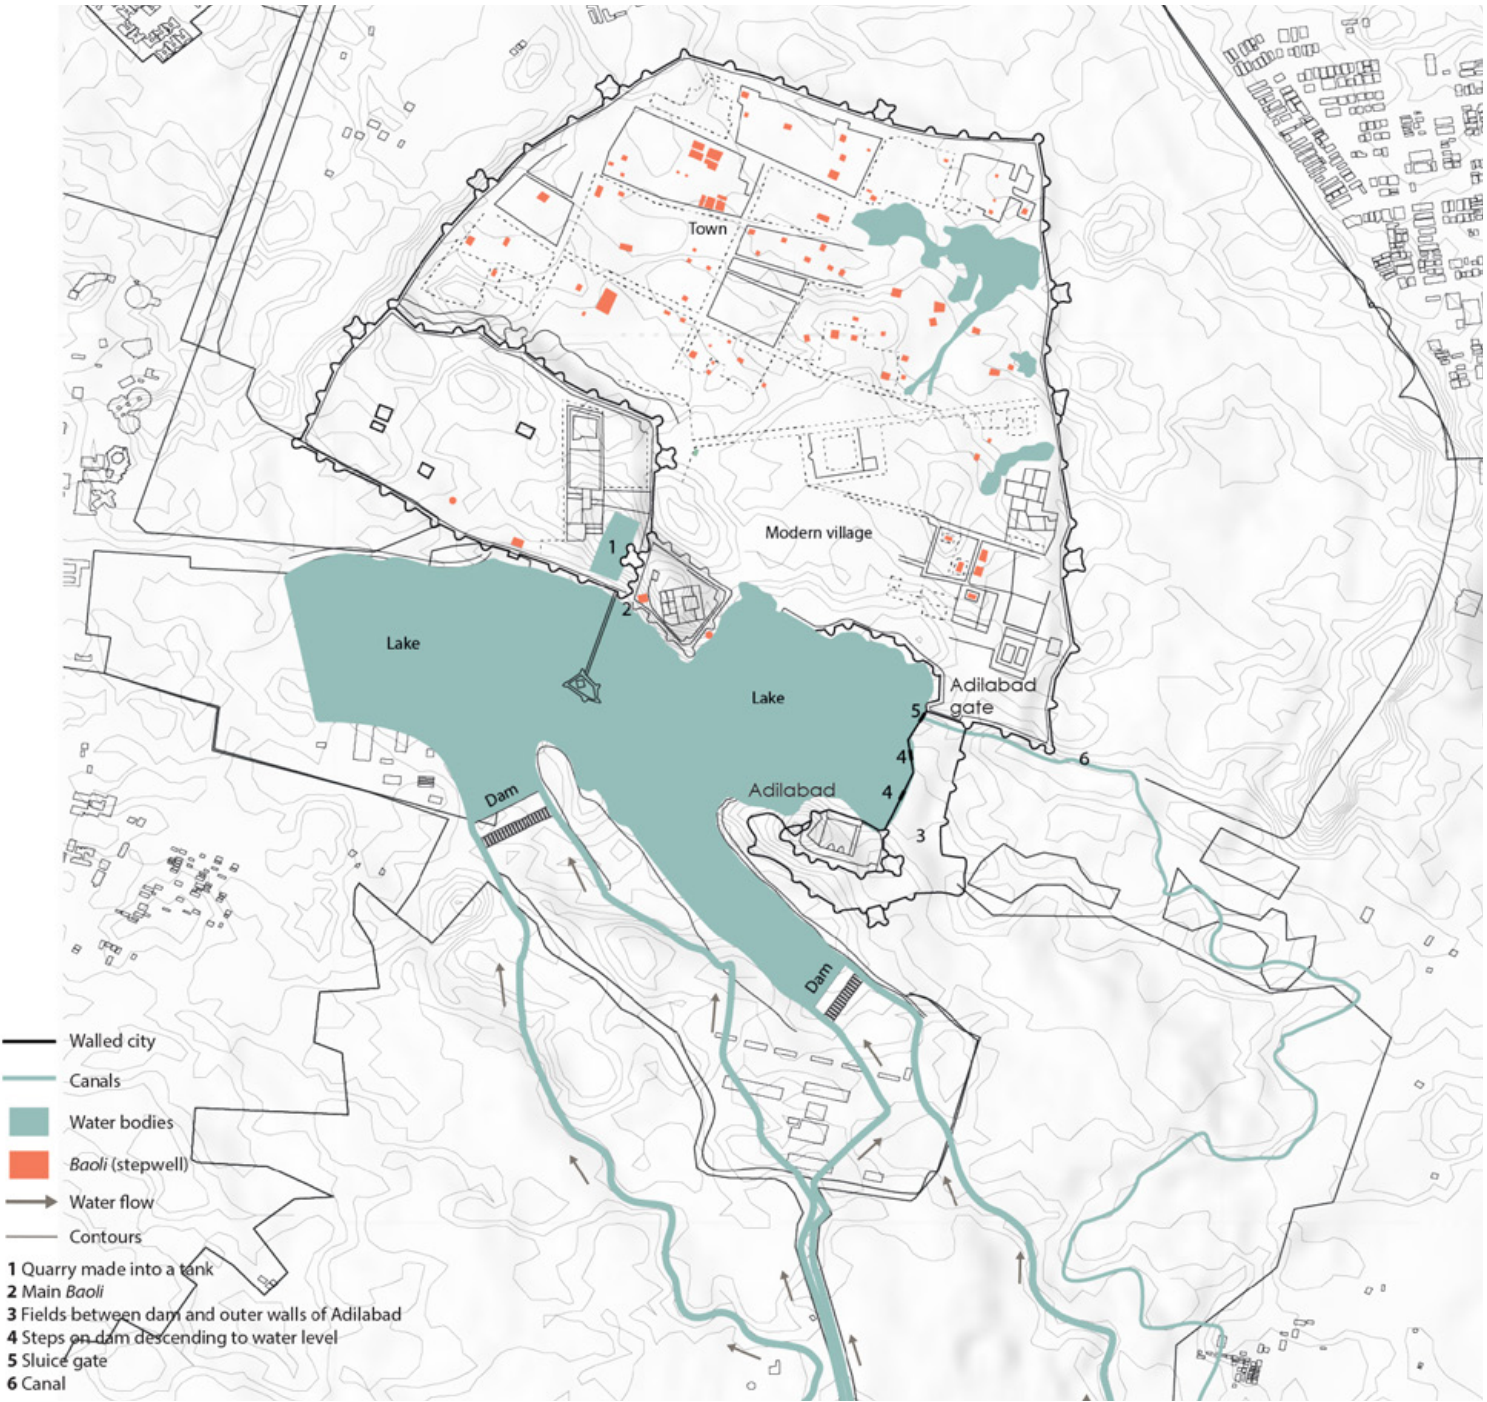 Town
1
Modern village
2
Lake
Lake
Adilabad
gate
5
4
6
4
Adilabad
Dam
3
Dam
Walled city
Canals
Water bodies
Baoli (stepwell)
Water flow
Contours
1 Quarry made into a tank
2 Main Baoli
3 Fields between dam and outer walls of Adilabad
4 Steps on dam descending to water level
5 Sluice gate
6 Canal